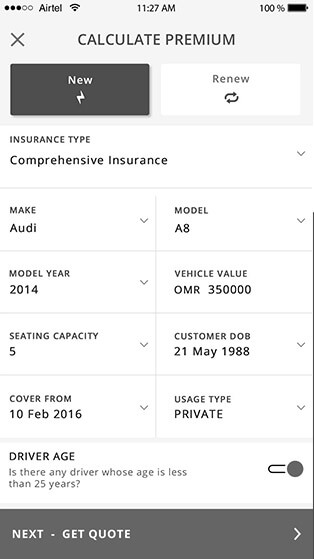 Airtel 11:27 AM 100 %
CALCULATE PREMIUM
New Renew
INSURANCE TYPE
Comprehensive Insurance
MAKE MODEL
Audi A8
MODEL YEAR VEHICLE VALUE
2014 OMR 350000
SEATING CAPACITY CUSTOMER DOB
5 21 May 1988
COVER FROM USAGE TYPE
10 Feb 2016 PRIVATE
DRIVER AGE
Is there any driver whose age is less
than 25 years?
NEXT - GET QUOTE